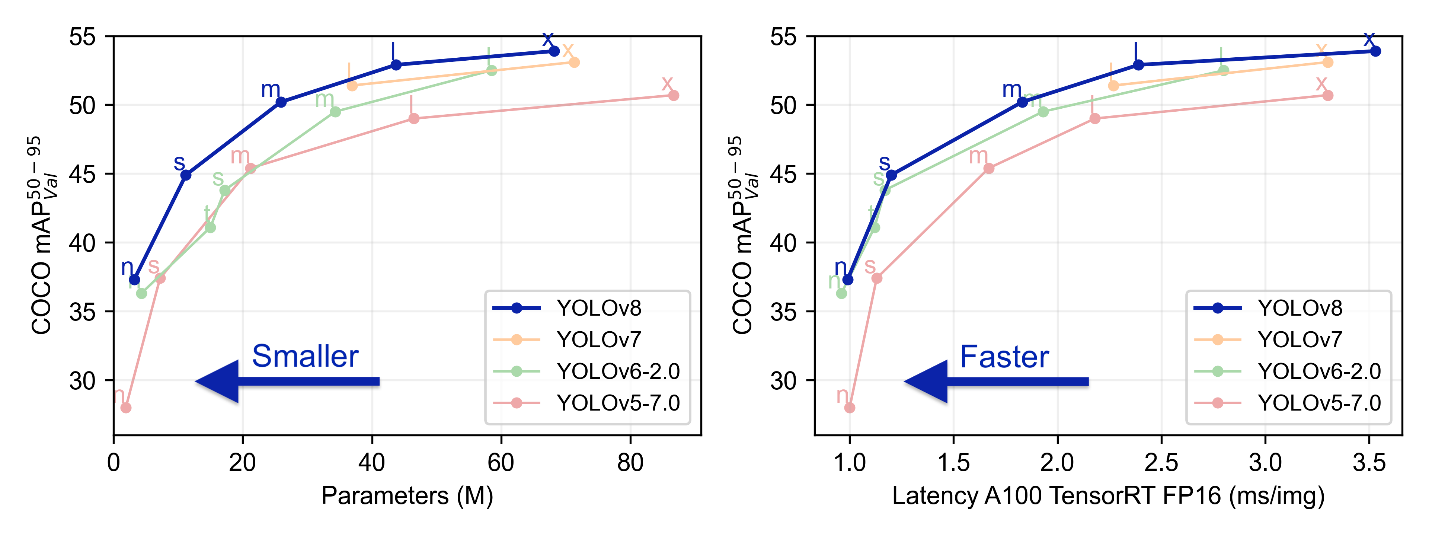 55
50
45
40
35
30
COCO mAP50-95 Val
n
s
m
l
x
l
x
n
t
s
m
l
n
s
m
l
x
Smaller
YOLOv8
YOLOv7
YOLOv6-2.0
YOLOv5-7.0
0 20 40 60 80
Parameters (M)
55
50
45
40
35
30
COCO mAP50-95 Val
n
s
m
l
x
l
x
n
t
s
m
l
n
s
m
l
x
Faster
YOLOv8
YOLOv7
YOLOv6-2.0
YOLOv5-7.0
1.0 1.5 2.0 2.5 3.0 3.5
Latency A100 TensorRT FP16 (ms/img)